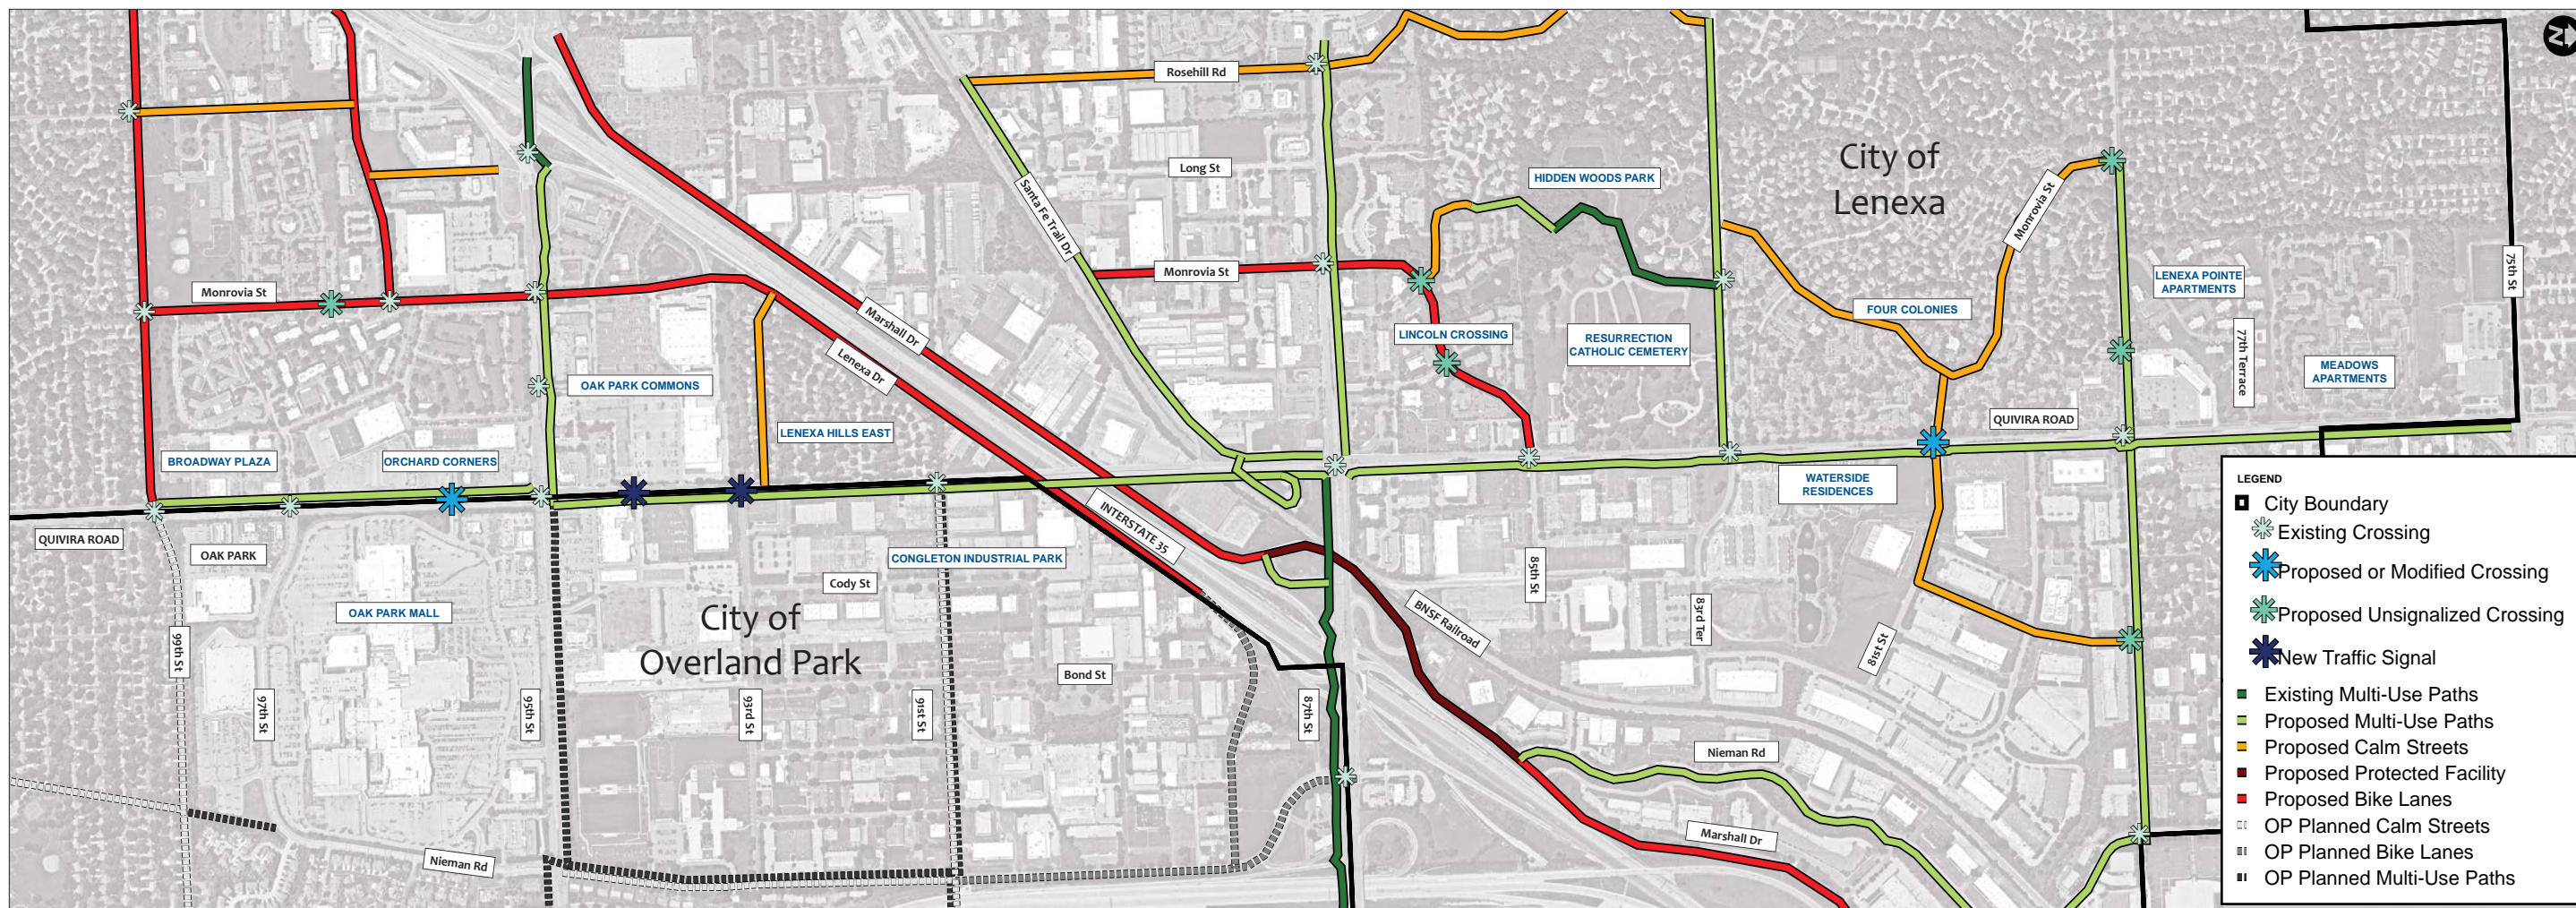 N
Rosehill Rd
City of
Lenexa
Long St
HIDDEN WOODS PARK
Santa Fe Trail Dr
Monrovia St
Monrovia St
Monrovia St
LENEXA POINTE
APARTMENTS
75th St
Marshall Dr
FOUR COLONIES
LINCOLN CROSSING
RESURRECTION
CATHOLIC CEMETERY
77th Terrace
MEADOWS
APARTMENTS
Lenexa Dr
OAK PARK COMMONS
QUIVIRA ROAD
LENEXA HILLS EAST
BROADWAY PLAZA
ORCHARD CORNERS
WATERSIDE
RESIDENCES
QUIVIRA ROAD
OAK PARK
INTERSTATE 35
CONGLETON INDUSTRIAL PARK
Cody St
85th St
OAK PARK MALL
City of
Overland Park
BNSF Railroad
83rd Ter
99th St
81st St
Bond St
97th St
95th St
93rd St
91st St
87th St
Nieman Rd
Nieman Rd
Marshall Dr
LEGEND
City Boundary
Existing Crossing
Proposed or Modified Crossing
Proposed Unsignalized Crossing
New Traffic Signal
Existing Multi-Use Paths
Proposed Multi-Use Paths
Proposed Calm Streets
Proposed Protected Facility
Proposed Bike Lanes
OP Planned Calm Streets
OP Planned Bike Lanes
OP Planned Multi-Use Paths